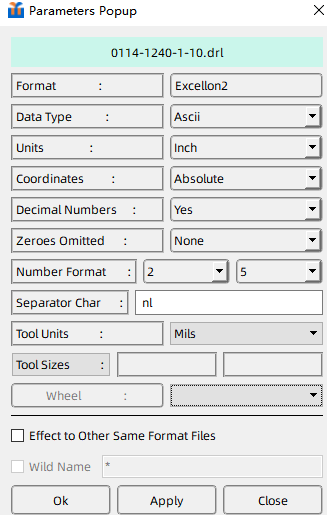 Parameters Popup
0114-1240-1-10.drl
Format : Excellon2
Data Type : Ascii
Units : Inch
Coordinates : Absolute
Decimal Numbers : Yes
Zeroes Omitted : None
Number Format : 2 5
Separator Char : nl
Tool Units : Mils
Tool Sizes :
Wheel :
Effect to Other Same Format Files
Wild Name *
Ok Apply Close